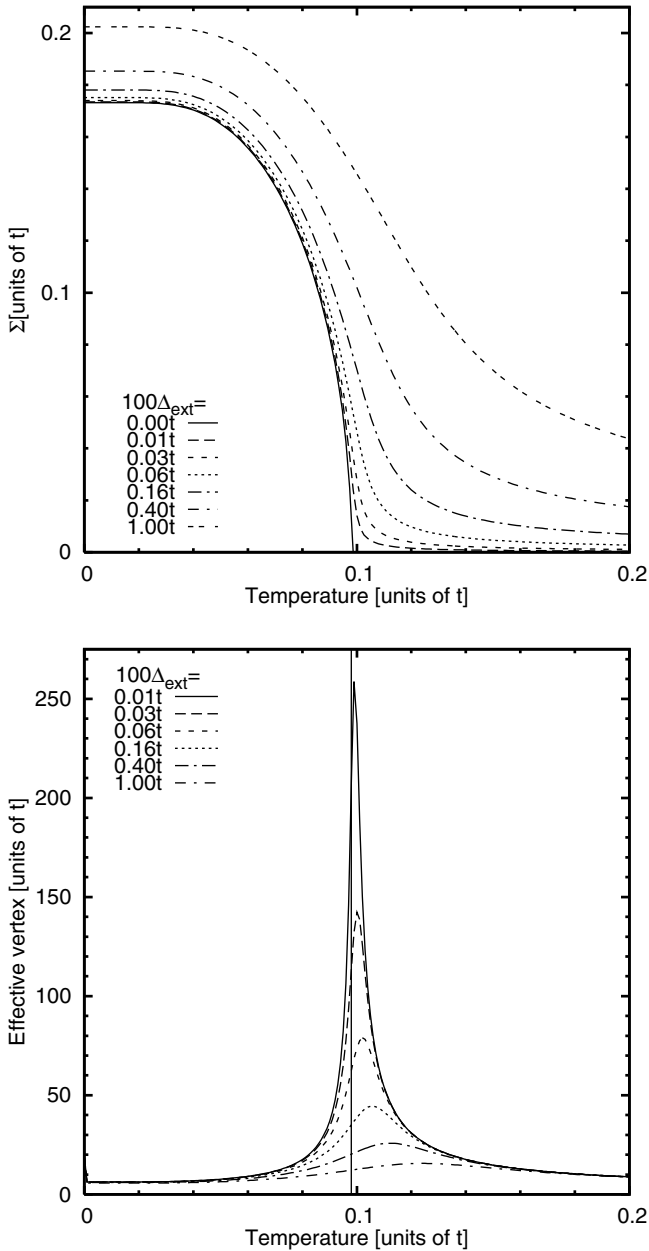 0.2
0.1
0
Σ[units of t]
100Δext=
0.00t
0.01t
0.03t
0.06t
0.16t
0.40t
1.00t
0 0.1 0.2
Temperature [units of t]
250
200
150
100
50
0
Effective vertex [units of t]
100Δext=
0.01t
0.03t
0.06t
0.16t
0.40t
1.00t
0 0.1 0.2
Temperature [units of t]